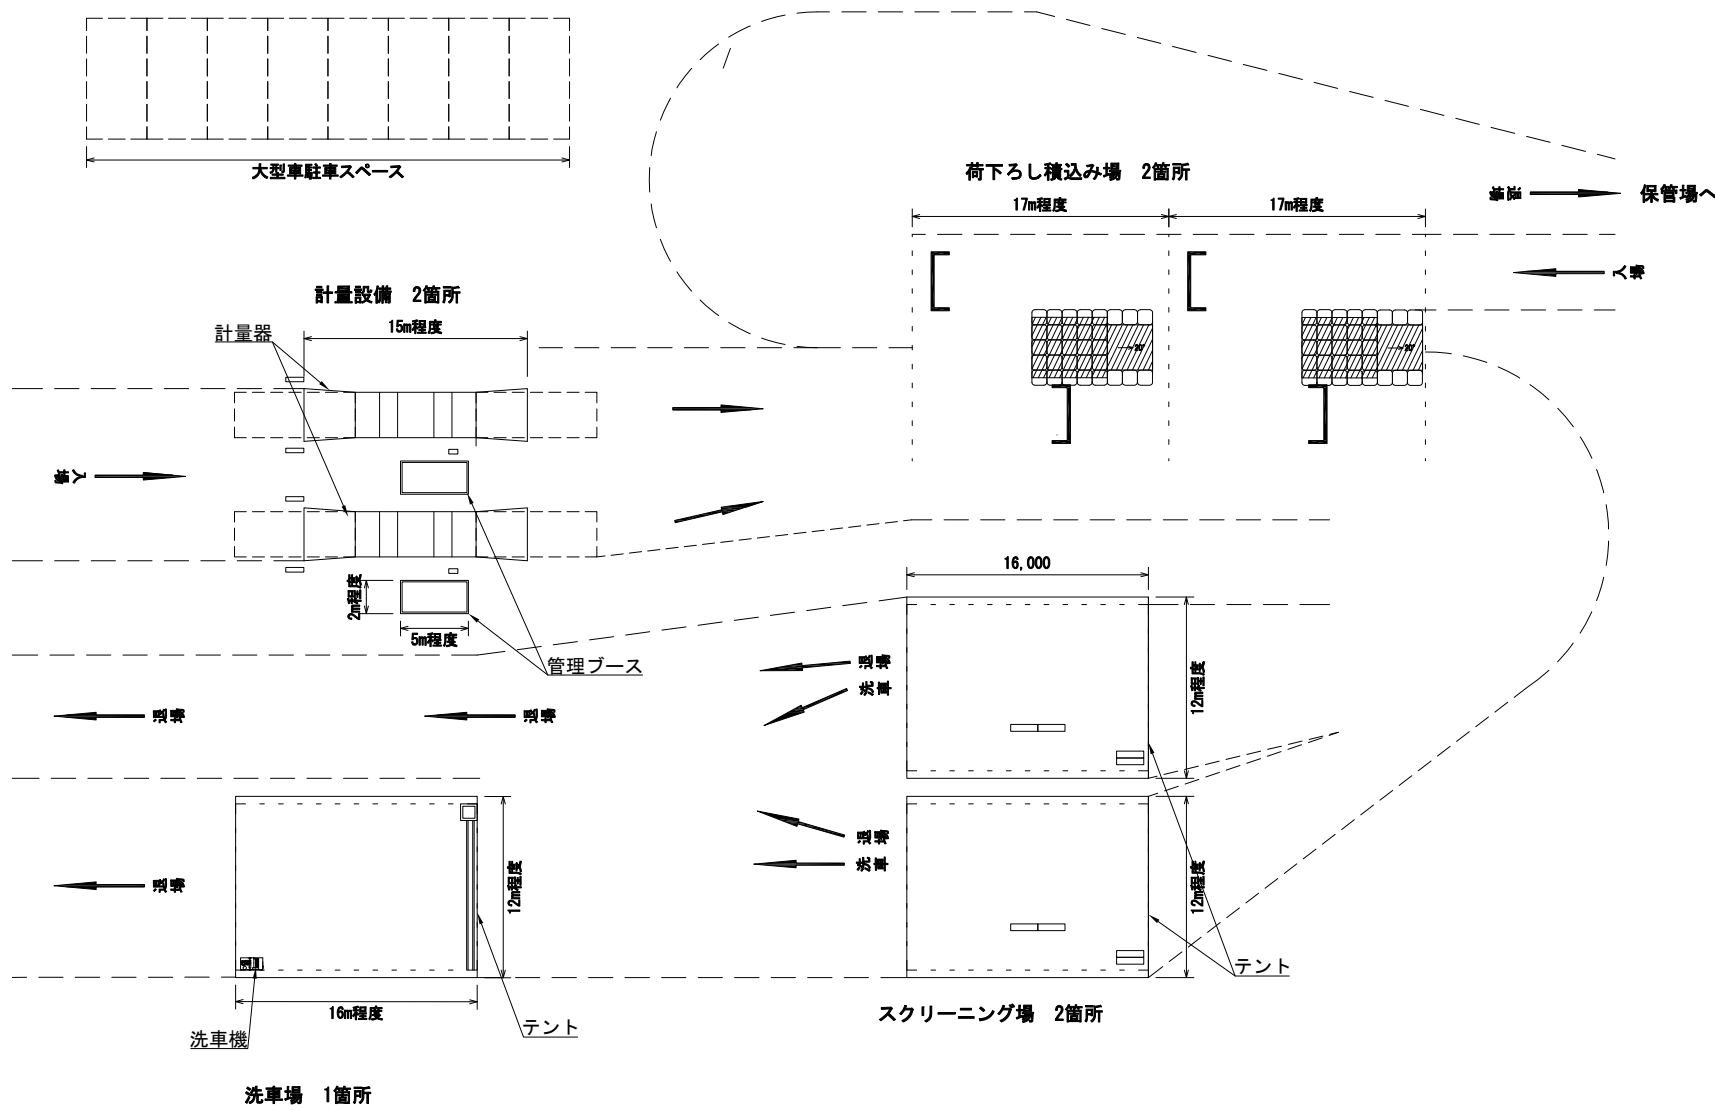 大型車駐車スペース
荷下ろし積込み場　2箇所
17m程度
17m程度
退場
保管場へ
入場
20°
20°
計量設備　2箇所
15m程度
計量器
入場
2m程度
5m程度
管理ブース
16,000
12m程度
退場
洗車
退場
退場
退場
洗車
12m程度
テント
スクリーニング場　2箇所
退場
12m程度
16m程度
洗車機
テント
洗車場　1箇所